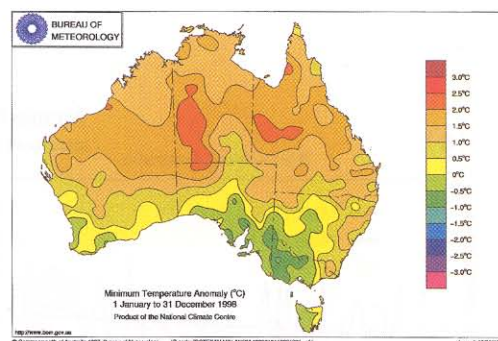 BUREAU OF
METEOROLOGY
3.0°C
2.5°C
2.0°C
1.5°C
1.0°C
0.5°C
0°C
-0.5°C
-1.0°C
-1.5°C
-2.0°C
-2.5°C
-3.0°C
Minimum Temperature Anomaly (°C)
1 January to 31 December 1998
Product of the National Climate Centre
http://www.bom.gov.au